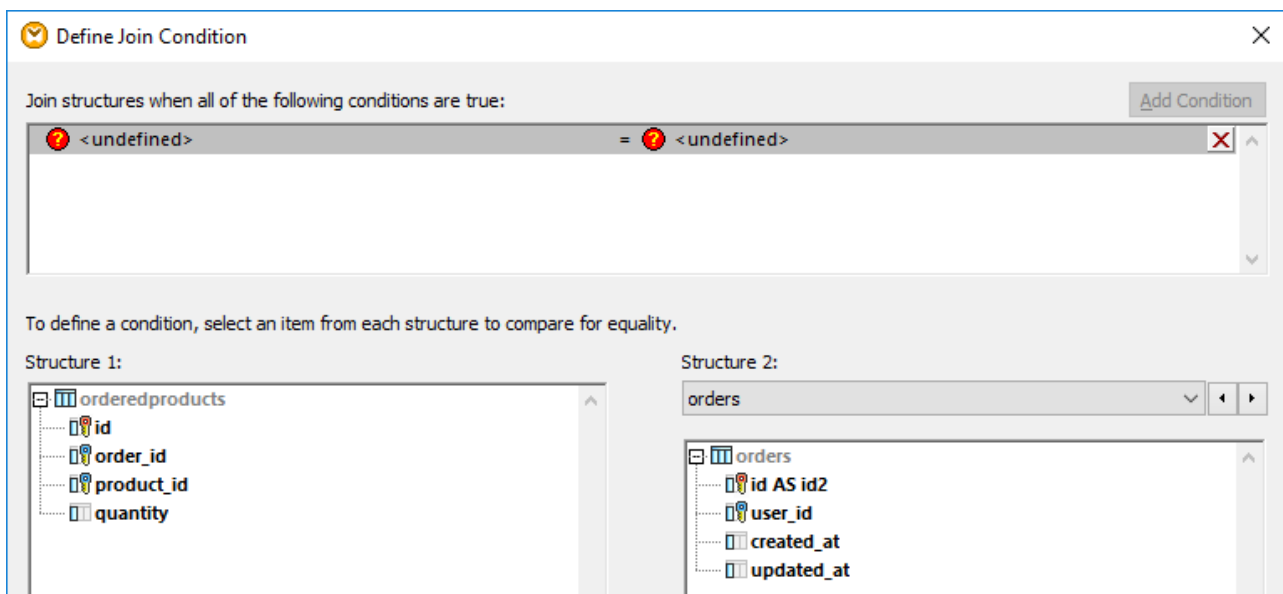 Define Join Condition
Join structures when all of the following conditions are true:
Add Condition
<undefined> = <undefined>
To define a condition, select an item from each structure to compare for equality.
Structure 1:
orderedproducts
id
order_id
product_id
quantity
Structure 2:
orders
orders
id AS id2
user_id
created_at
updated_at